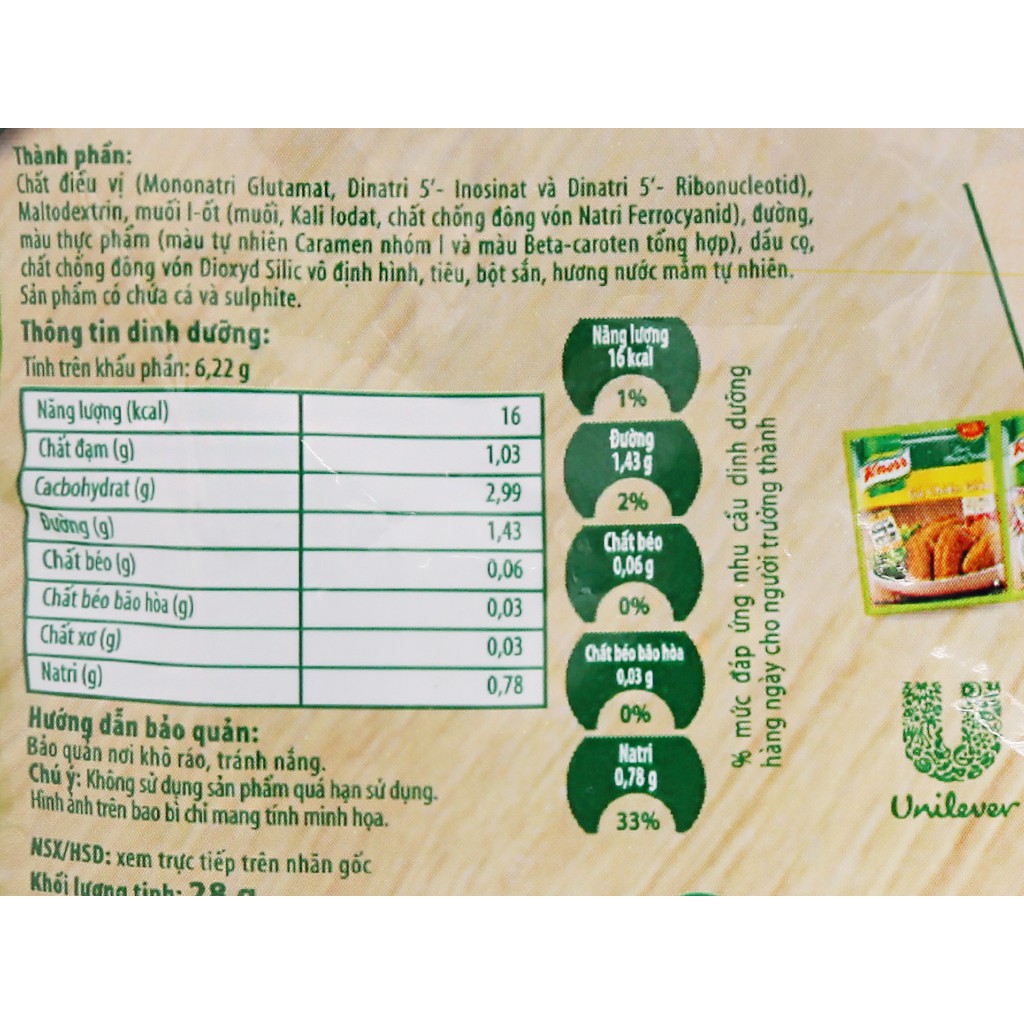 Thành phần:
Chất điều vị (Mononatri Glutamat, Dinatri 5'- Inosinat và Dinatri 5'- Ribonucleotid),
Maltodextrin, muối I-ốt (muối, Kali Iodat, chất chống đông vón Natri Ferrocyanid), đường,
màu thực phẩm (màu tự nhiên Caramen nhóm I và màu Beta-caroten tổng hợp), dầu cọ,
chất chống đông vón Dioxyd Silic vô định hình, tiêu, bột sắn, hương nước mắm tự nhiên.
Sản phẩm có chứa cá và sulphite.
Thông tin dinh dưỡng:
Tính trên khẩu phần: 6,22 g
Năng lượng (kcal) 16
Chất đạm (g) 1,03
Cacbohydrat (g) 2,99
Đường (g) 1,43
Chất béo (g) 0,06
Chất béo bão hòa (g) 0,03
Chất xơ (g) 0,03
Natri (g) 0,78
Năng lượng
16 kcal
1%
Đường
1,43 g
2%
Chất béo
0,06 g
0%
Chất béo bão hòa
0,03 g
0%
Natri
0,78 g
33%
% mức đáp ứng nhu cầu dinh dưỡng
hàng ngày cho người trưởng thành
Knorr
Unilever
Hướng dẫn bảo quản:
Bảo quản nơi khô ráo, tránh nắng.
Chú ý: Không sử dụng sản phẩm quá hạn sử dụng.
Hình ảnh trên bao bì chỉ mang tính minh họa.
NSX/HSD: xem trực tiếp trên nhãn gốc
Khối lượng tịnh: 28 g